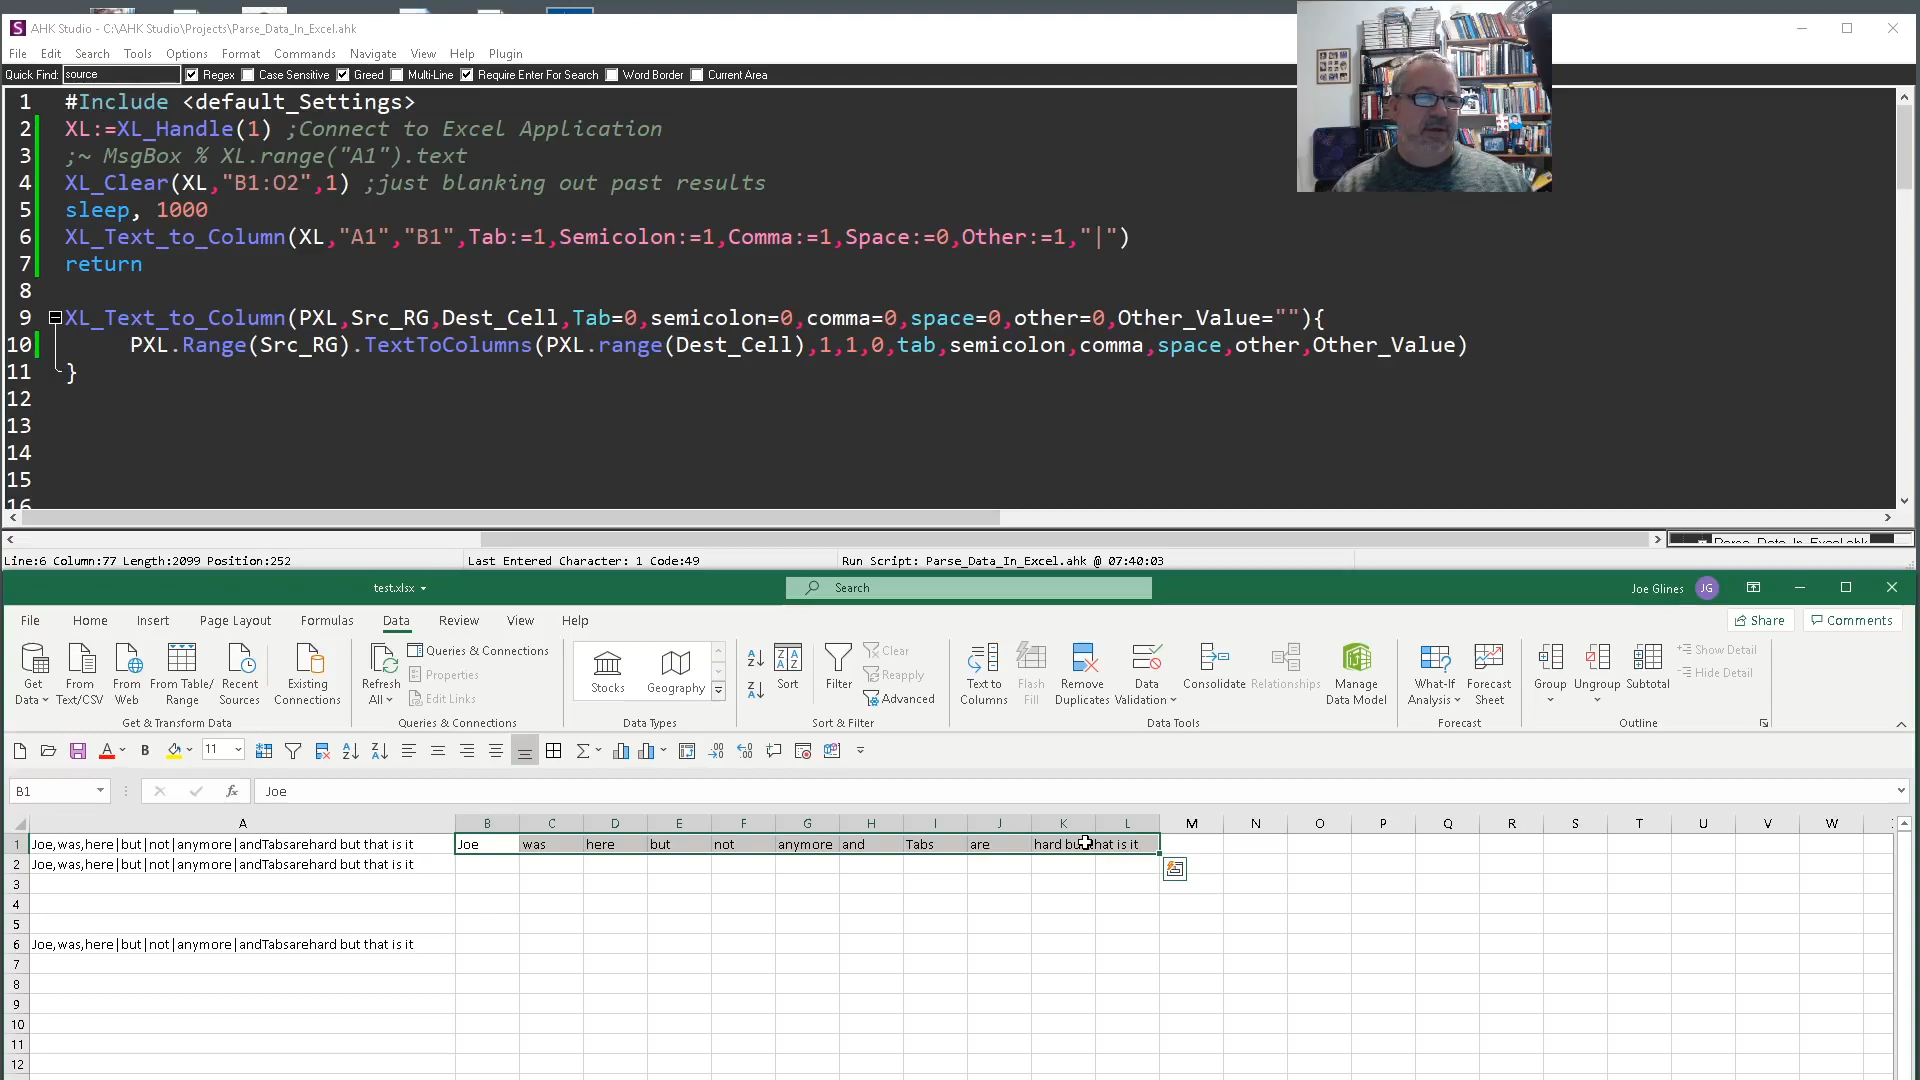 AHK Studio - C:\AHK Studio\Projects\Parse_Data_In_Excel.ahk
File Edit Search Tools Options Format Commands Navigate View Help Plugin
Quick Find: source Regex Case Sensitive Greed Multi-Line Require Enter For Search Word Border Current Area
1 #Include <default_Settings>
2 XL:=XL_Handle(1) ;Connect to Excel Application
3 ;~ MsgBox % XL.range("A1").text
4 XL_Clear(XL,"B1:O2",1) ;just blanking out past results
5 sleep, 1000
6 XL_Text_to_Column(XL,"A1","B1",Tab:=1,Semicolon:=1,Comma:=1,Space:=0,Other:=1,"|")
7 return
8
9 XL_Text_to_Column(PXL,Src_RG,Dest_Cell,Tab=0,semicolon=0,comma=0,space=0,other=0,Other_Value=""){
10 PXL.Range(Src_RG).TextToColumns(PXL.range(Dest_Cell),1,1,0,tab,semicolon,comma,space,other,Other_Value)
11 }
12
13
14
15
16
Parse_Data_In_Excel.ahk
Line:6 Column:77 Length:2099 Position:252 Last Entered Character: 1 Code:49 Run Script: Parse_Data_In_Excel.ahk @ 07:40:03
test.xlsx Search Joe Glines JG
File Home Insert Page Layout Formulas Data Review View Help Share Comments
Get Data From Text/CSV From Web From Table/ Range Recent Sources Existing Connections Refresh All Queries & Connections Properties Edit Links Stocks Geography Sort Filter Clear Reapply Advanced Text to Columns Flash Fill Remove Duplicates Data Validation Consolidate Relationships Manage Data Model What-If Analysis Forecast Sheet Group Ungroup Subtotal Show Detail Hide Detail
Get & Transform Data Queries & Connections Data Types Sort & Filter Data Tools Forecast Outline
A B 11
B1 fx Joe
A B C D E F G H I J K L M N O P Q R S T U V W
1 Joe,was,here|but|not|anymore|andTabsarehard but that is it Joe was here but not anymore and Tabs are hard but that is it
2 Joe,was,here|but|not|anymore|andTabsarehard but that is it
3
4
5
6 Joe,was,here|but|not|anymore|andTabsarehard but that is it
7
8
9
10
11
12